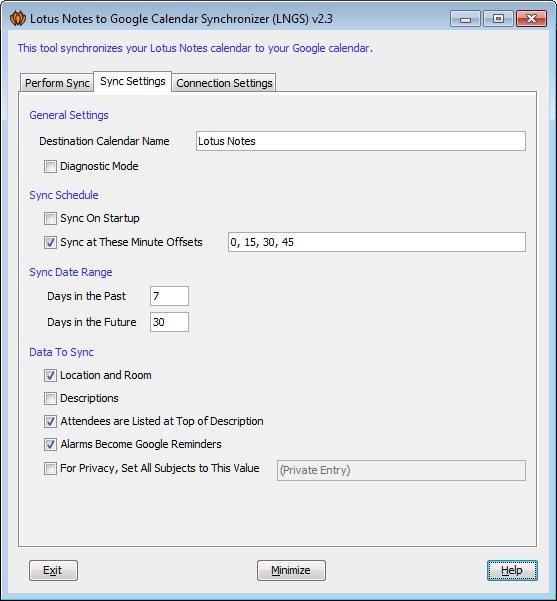 Lotus Notes to Google Calendar Synchronizer (LNGS) v2.3
This tool synchronizes your Lotus Notes calendar to your Google calendar.
Perform Sync Sync Settings Connection Settings
General Settings
Destination Calendar Name Lotus Notes
Diagnostic Mode
Sync Schedule
Sync On Startup
Sync at These Minute Offsets 0, 15, 30, 45
Sync Date Range
Days in the Past 7
Days in the Future 30
Data To Sync
Location and Room
Descriptions
Attendees are Listed at Top of Description
Alarms Become Google Reminders
For Privacy, Set All Subjects to This Value (Private Entry)
Exit Minimize Help